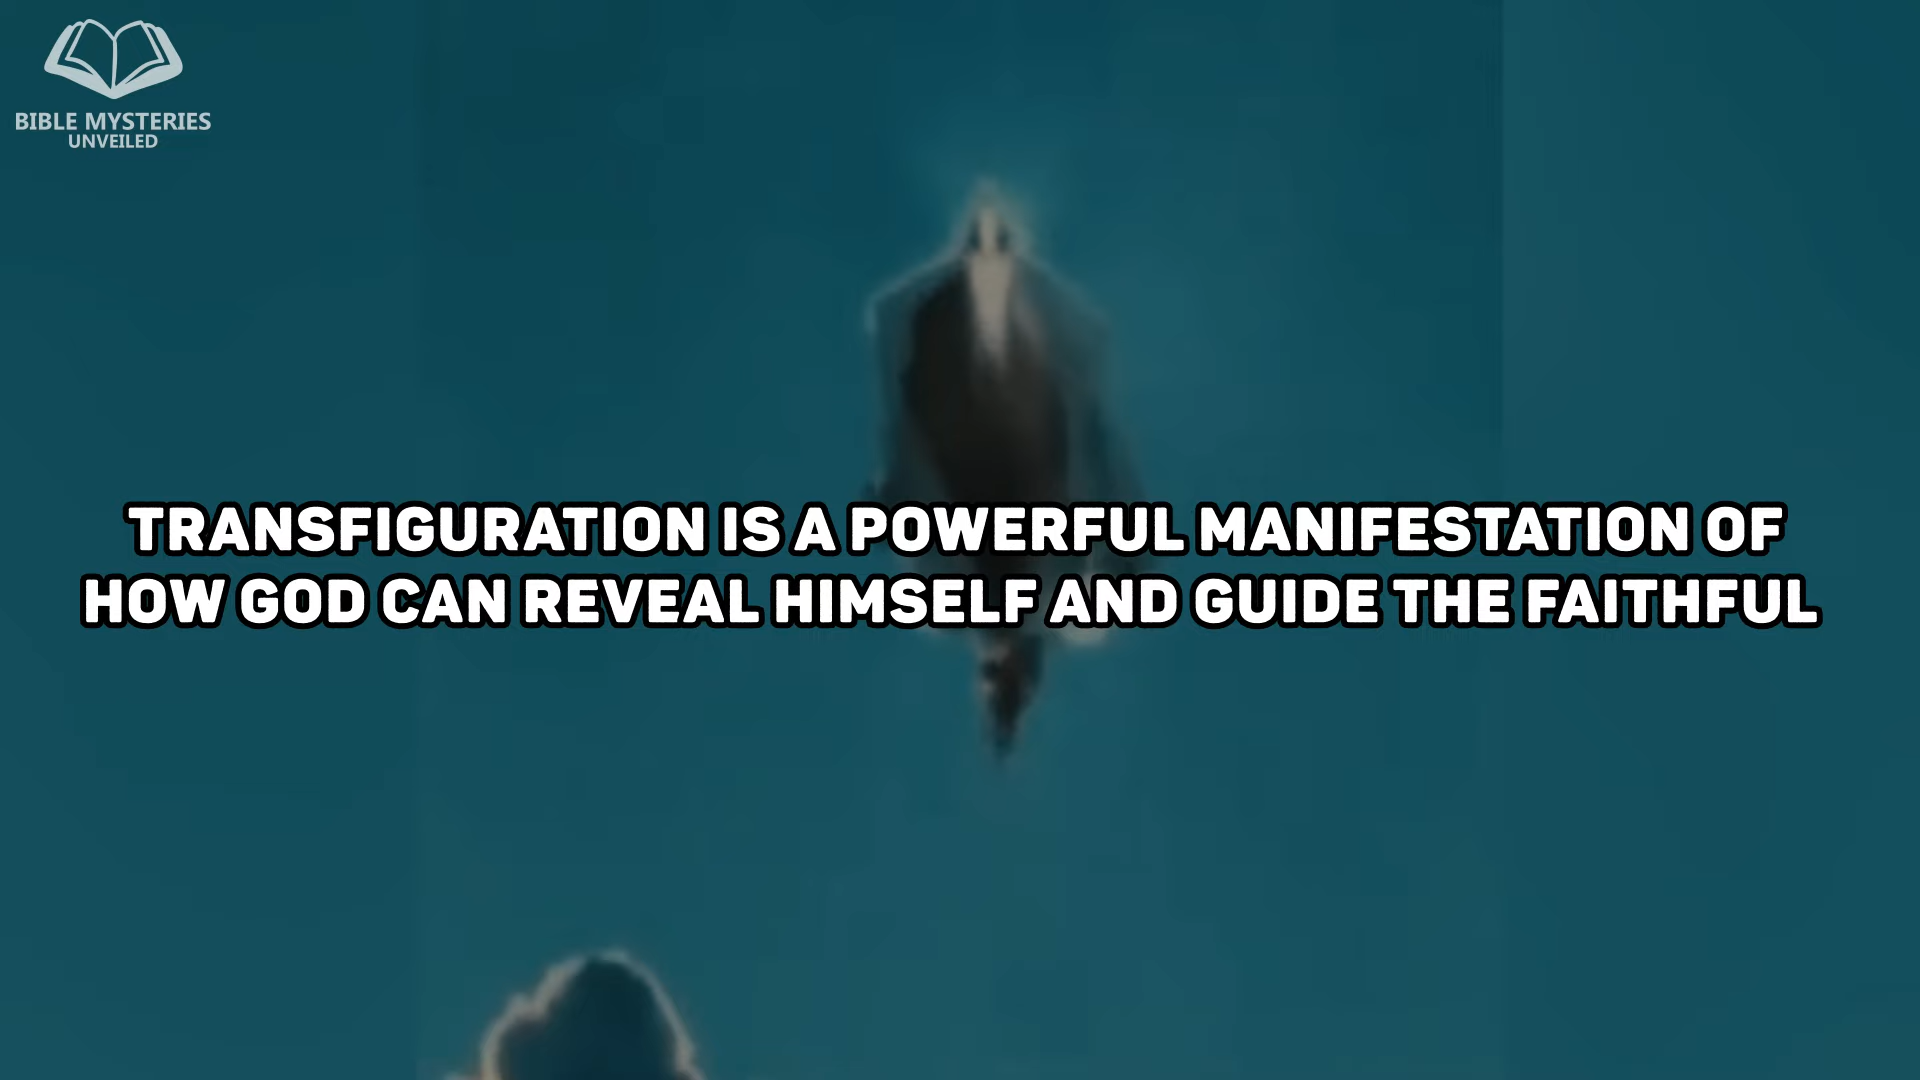 BIBLE MYSTERIES
UNVEILED
TRANSFIGURATION IS A POWERFUL MANIFESTATION OF
HOW GOD CAN REVEAL HIMSELF AND GUIDE THE FAITHFUL